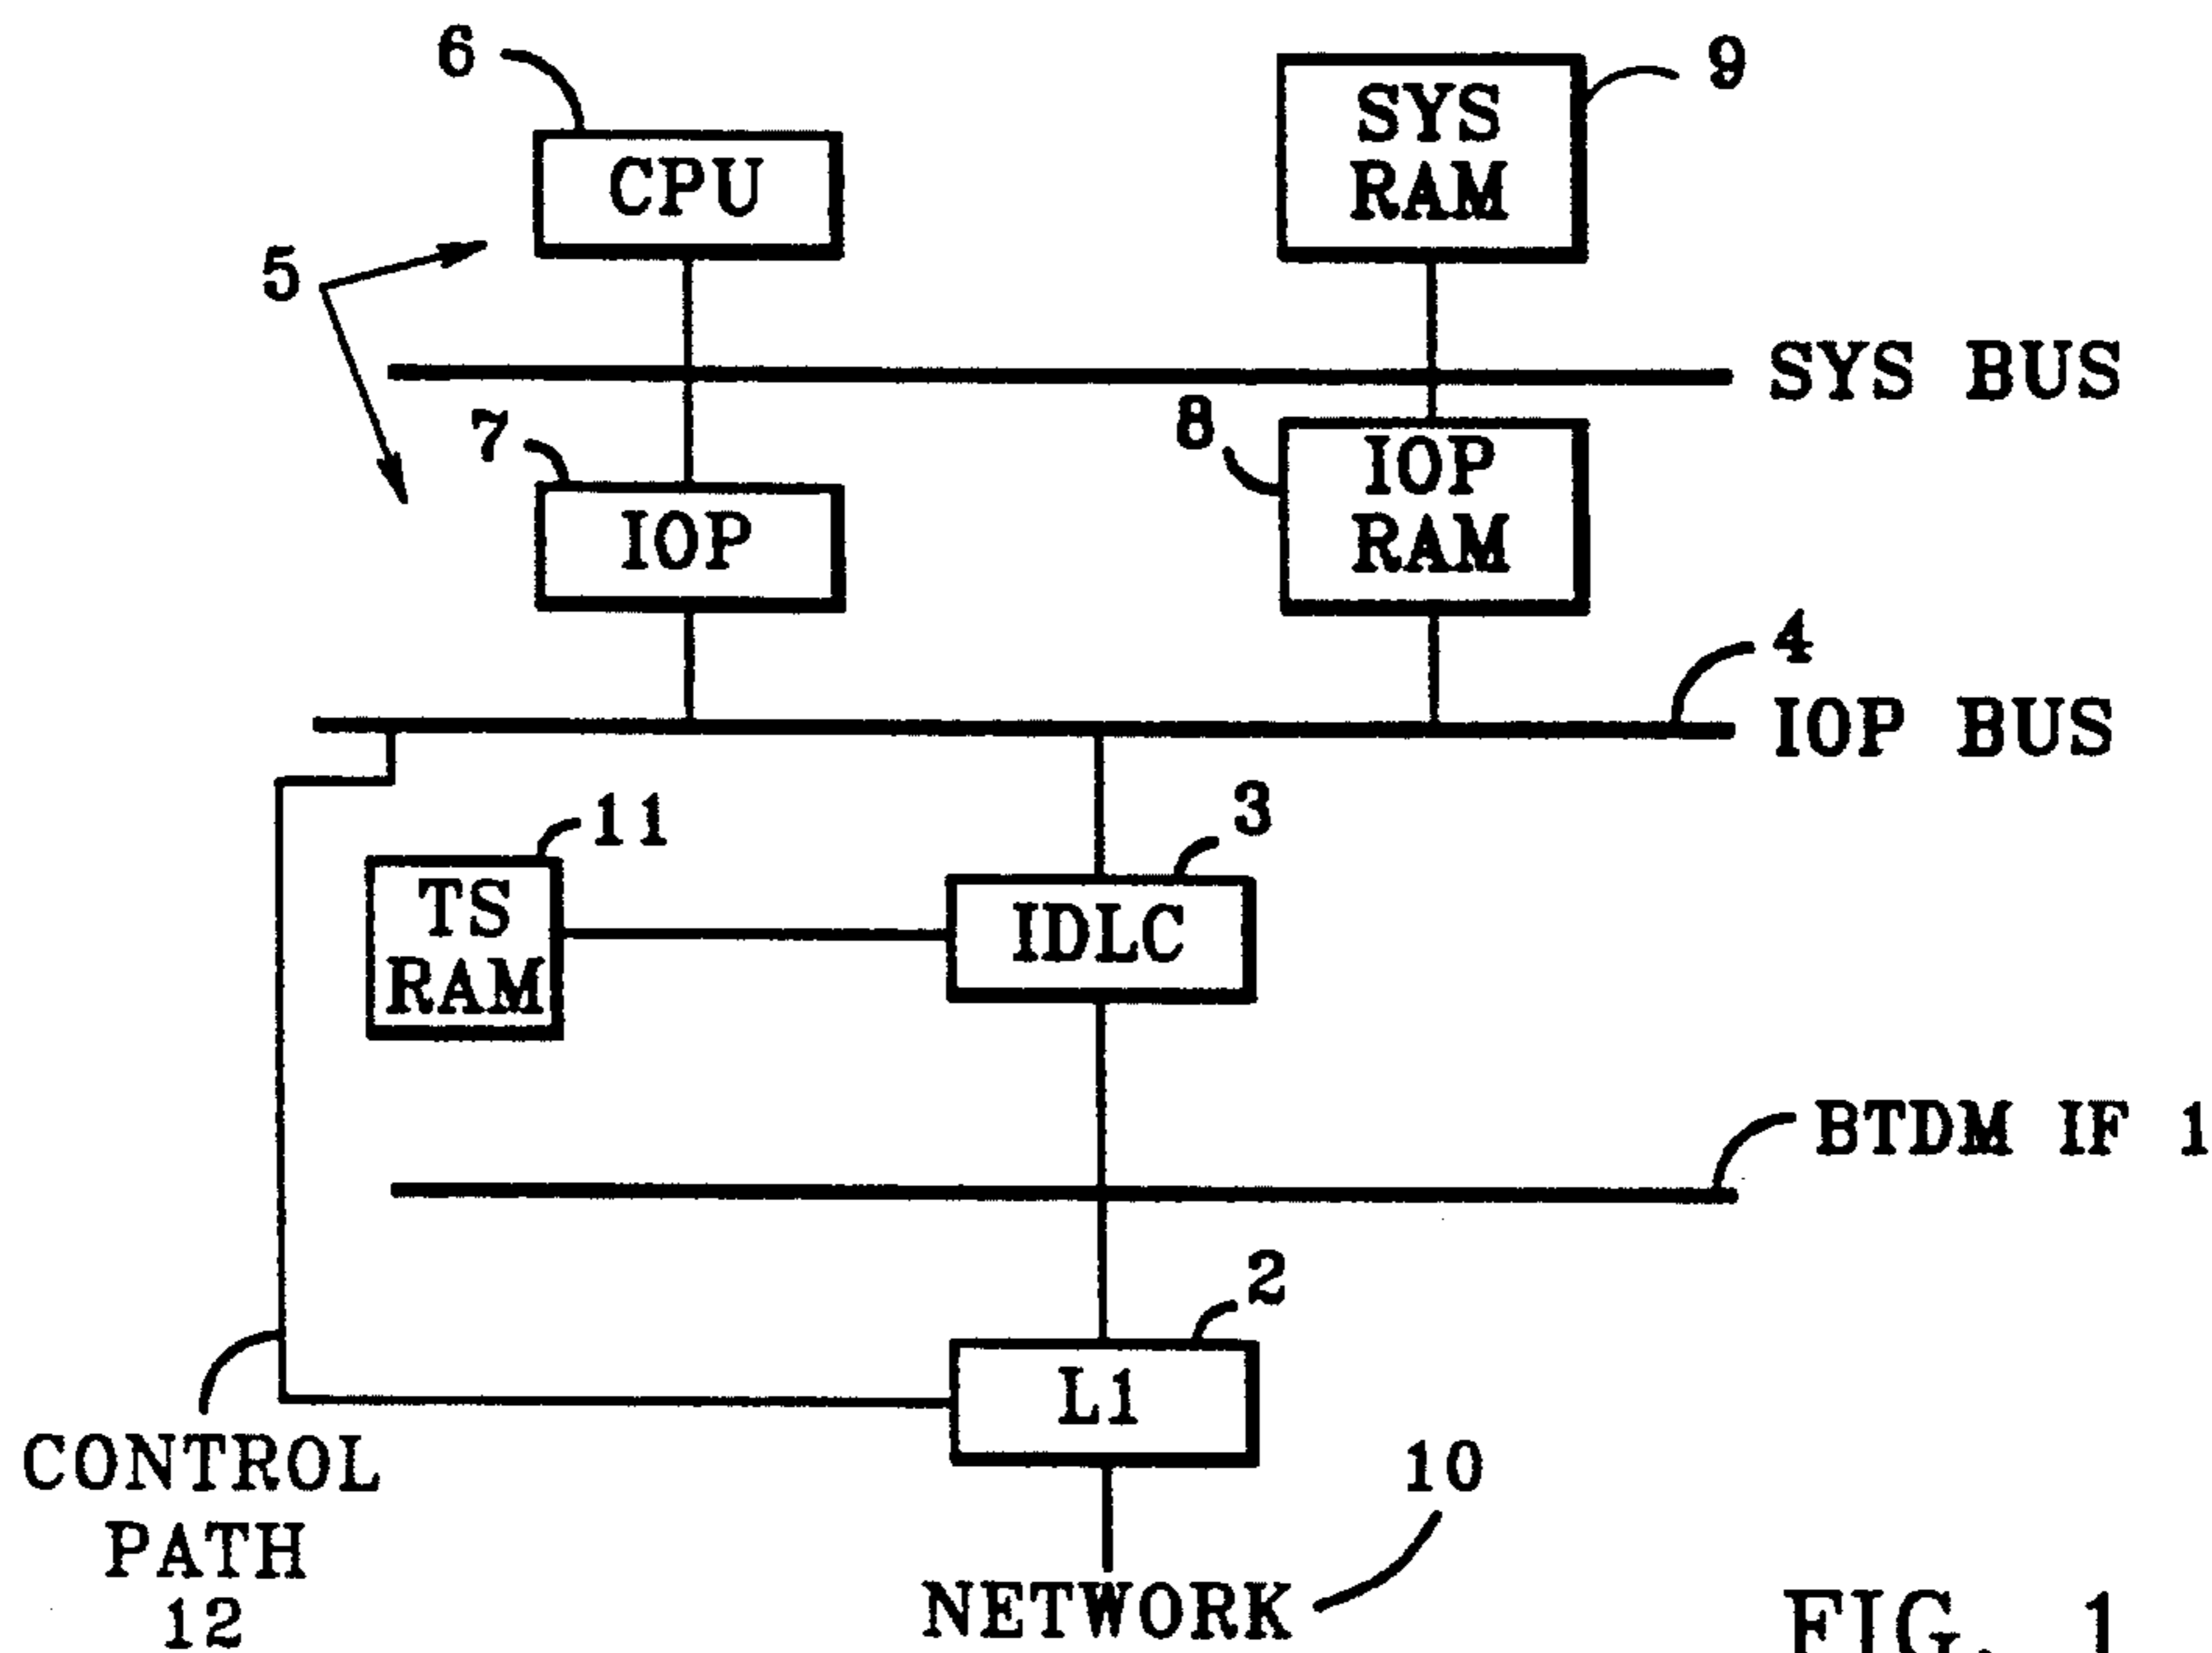 6
9
SYS
RAM
CPU
5
SYS BUS
7
8
IOP
RAM
IOP
4
IOP BUS
11
3
TS
RAM
IDLC
BTDM IF 1
2
L1
CONTROL
PATH
12
10
NETWORK
FIG. 1